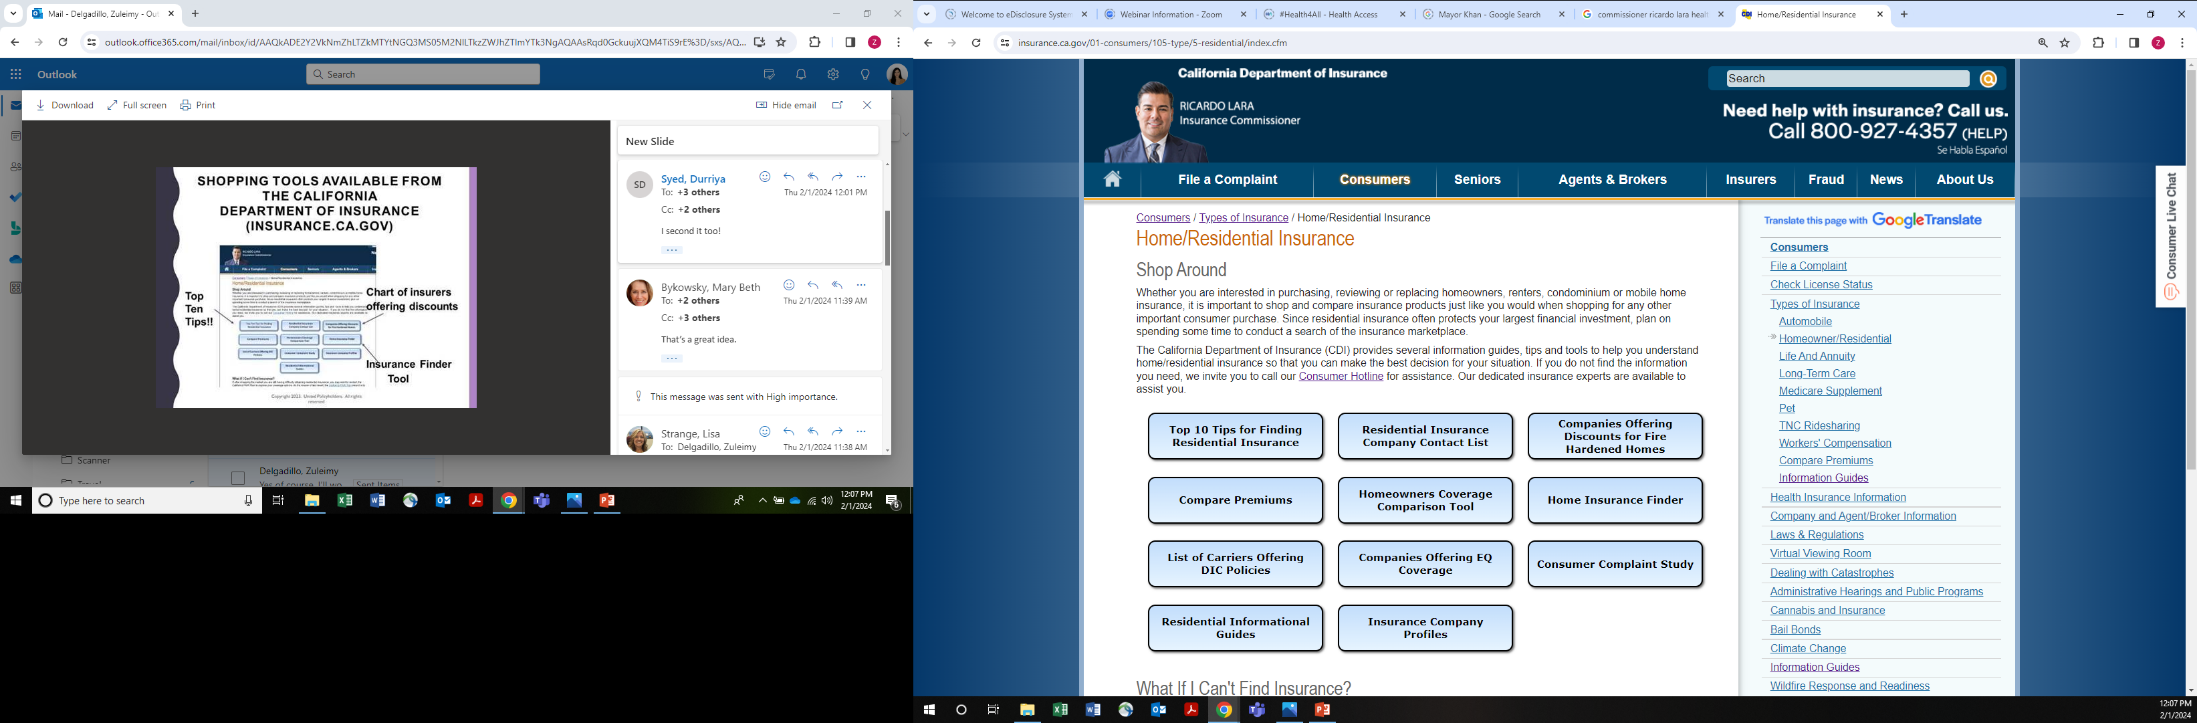 Mail - Delgadillo, Zuleimy - Out
outlook.office365.com/mail/inbox/id/
Outlook
Search
Download
Full screen
Print
Hide email
SHOPPING TOOLS AVAILABLE FROM
THE CALIFORNIA
DEPARTMENT OF INSURANCE
(INSURANCE.CA.GOV)
Top
Ten
Tips!!
Chart of insurers
offering discounts
Insurance Finder
Tool
New Slide
SD
Syed, Durriya
To: +3 others
Thu 2/1/2024 12:01 PM
Cc: +2 others
I second it too!
Bykowsky, Mary Beth
To: +2 others
Thu 2/1/2024 11:39 AM
Cc: +3 others
That's a great idea.
This message was sent with High importance.
Strange, Lisa
To: Delgadillo, Zuleimy
Thu 2/1/2024 11:38 AM
Scanner
Delgadillo, Zuleimy
Sent Items
Type here to search
12:07 PM
2/1/2024
Welcome to eDisclosure System
Webinar Information - Zoom
#Health4All - Health Access
Mayor Khan - Google Search
commissioner ricardo lara healt
Home/Residential Insurance
insurance.ca.gov/01-consumers/105-type/5-residential/index.cfm
California Department of Insurance
RICARDO LARA
Insurance Commissioner
Search
Need help with insurance? Call us.
Call 800-927-4357 (HELP)
Se Habla Español
File a Complaint
Consumers
Seniors
Agents & Brokers
Insurers
Fraud
News
About Us
Consumers / Types of Insurance / Home/Residential Insurance
Home/Residential Insurance
Shop Around
Whether you are interested in purchasing, reviewing or replacing homeowners, renters, condominium or mobile home
insurance, it is important to shop and compare insurance products just like you would when shopping for any other
important consumer purchase. Since residential insurance often protects your largest financial investment, plan on
spending some time to conduct a search of the insurance marketplace.
The California Department of Insurance (CDI) provides several information guides, tips and tools to help you understand
home/residential insurance so that you can make the best decision for your situation. If you do not find the information
you need, we invite you to call our Consumer Hotline for assistance. Our dedicated insurance experts are available to
assist you.
Top 10 Tips for Finding
Residential Insurance
Residential Insurance
Company Contact List
Companies Offering
Discounts for Fire
Hardened Homes
Compare Premiums
Homeowners Coverage
Comparison Tool
Home Insurance Finder
List of Carriers Offering
DIC Policies
Companies Offering EQ
Coverage
Consumer Complaint Study
Residential Informational
Guides
Insurance Company
Profiles
What If I Can't Find Insurance?
Translate this page with GoogleTranslate
Consumers
File a Complaint
Check License Status
Types of Insurance
Automobile
Homeowner/Residential
Life And Annuity
Long-Term Care
Medicare Supplement
Pet
TNC Ridesharing
Workers' Compensation
Compare Premiums
Information Guides
Health Insurance Information
Company and Agent/Broker Information
Laws & Regulations
Virtual Viewing Room
Dealing with Catastrophes
Administrative Hearings and Public Programs
Cannabis and Insurance
Bail Bonds
Climate Change
Information Guides
Wildfire Response and Readiness
Consumer Live Chat
12:07 PM
2/1/2024